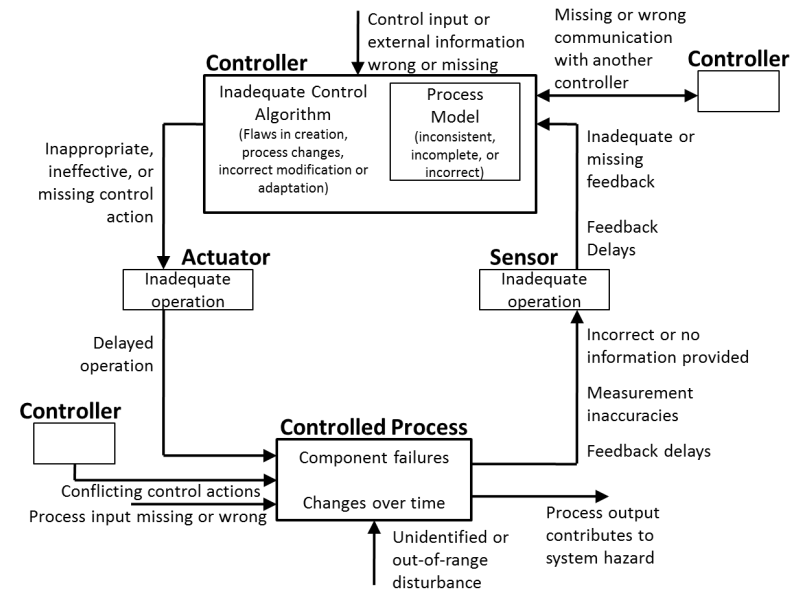 Control input or
external information
wrong or missing
Missing or wrong
communication
with another
controller
Controller
Controller
Inadequate Control
Algorithm
(Flaws in creation,
process changes,
incorrect modification or
adaptation)
Process
Model
(inconsistent,
incomplete, or
incorrect)
Inappropriate,
ineffective, or
missing control
action
Inadequate or
missing
feedback
Feedback
Delays
Actuator
Inadequate
operation
Sensor
Inadequate
operation
Delayed
operation
Incorrect or no
information provided
Measurement
inaccuracies
Feedback delays
Controller
Controlled Process
Component failures
Changes over time
Conflicting control actions
Process input missing or wrong
Unidentified or
out-of-range
disturbance
Process output
contributes to
system hazard